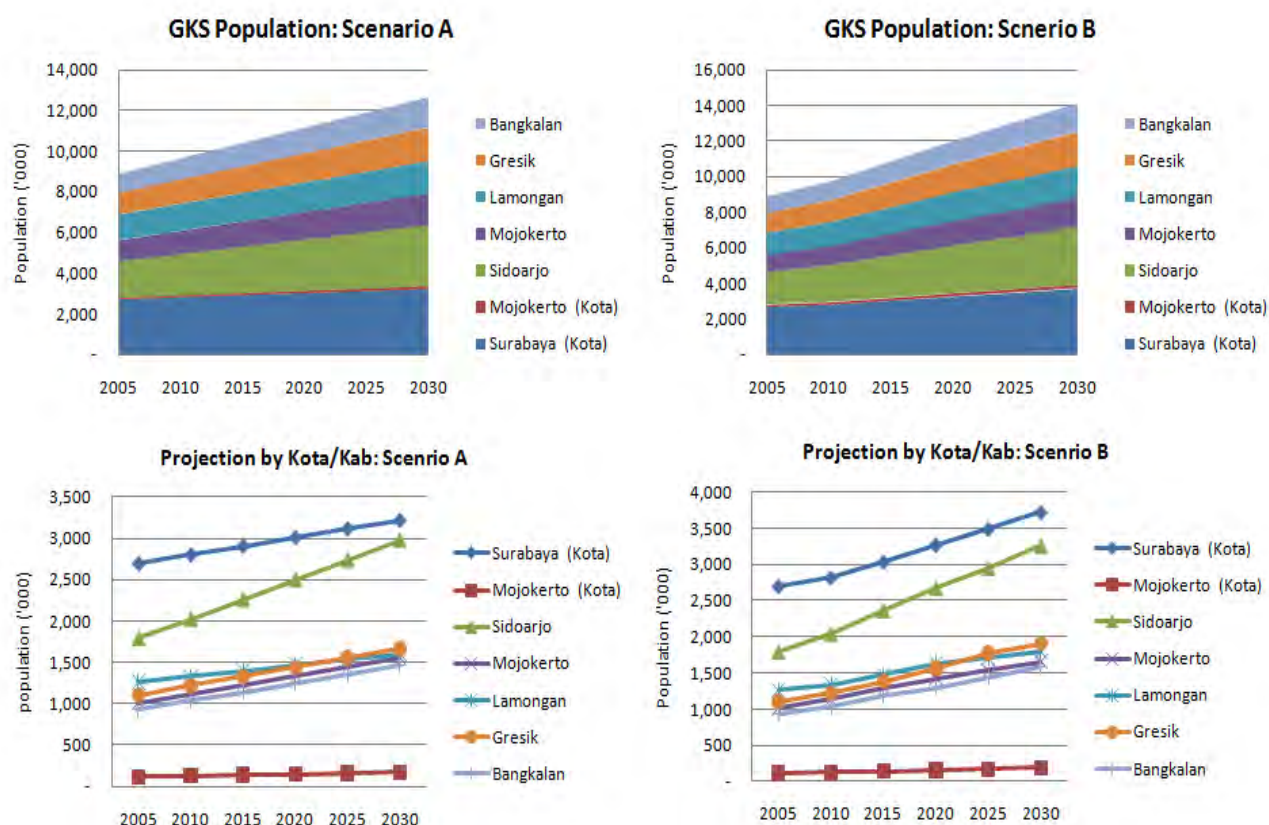 GKS Population: Scenario A
Population ('000)
14,000
12,000
10,000
8,000
6,000
4,000
2,000
-
2005 2010 2015 2020 2025 2030
Bangkalan
Gresik
Lamongan
Mojokerto
Sidoarjo
Mojokerto (Kota)
Surabaya (Kota)
GKS Population: Scnerio B
Population ('000)
16,000
14,000
12,000
10,000
8,000
6,000
4,000
2,000
-
2005 2010 2015 2020 2025 2030
Bangkalan
Gresik
Lamongan
Mojokerto
Sidoarjo
Mojokerto (Kota)
Surabaya (Kota)
Projection by Kota/Kab: Scenrio A
population ('000)
3,500
3,000
2,500
2,000
1,500
1,000
500
-
2005 2010 2015 2020 2025 2030
Surabaya (Kota)
Mojokerto (Kota)
Sidoarjo
Mojokerto
Lamongan
Gresik
Bangkalan
Projection by Kota/Kab: Scenrio B
Population ('000)
4,000
3,500
3,000
2,500
2,000
1,500
1,000
500
-
2005 2010 2015 2020 2025 2030
Surabaya (Kota)
Mojokerto (Kota)
Sidoarjo
Mojokerto
Lamongan
Gresik
Bangkalan